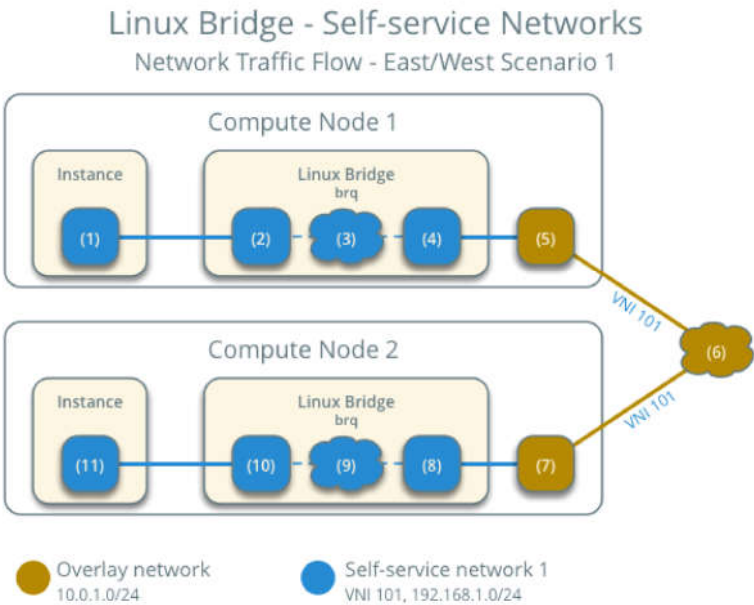 Linux Bridge - Self-service Networks
Network Traffic Flow - East/West Scenario 1
Compute Node 1
Instance
Linux Bridge
brq
(1)
(2)
(3)
(4)
(5)
VNI 101
(6)
Compute Node 2
Instance
Linux Bridge
brq
VNI 101
(11)
(10)
(9)
(8)
(7)
Overlay network
10.0.1.0/24
Self-service network 1
VNI 101, 192.168.1.0/24